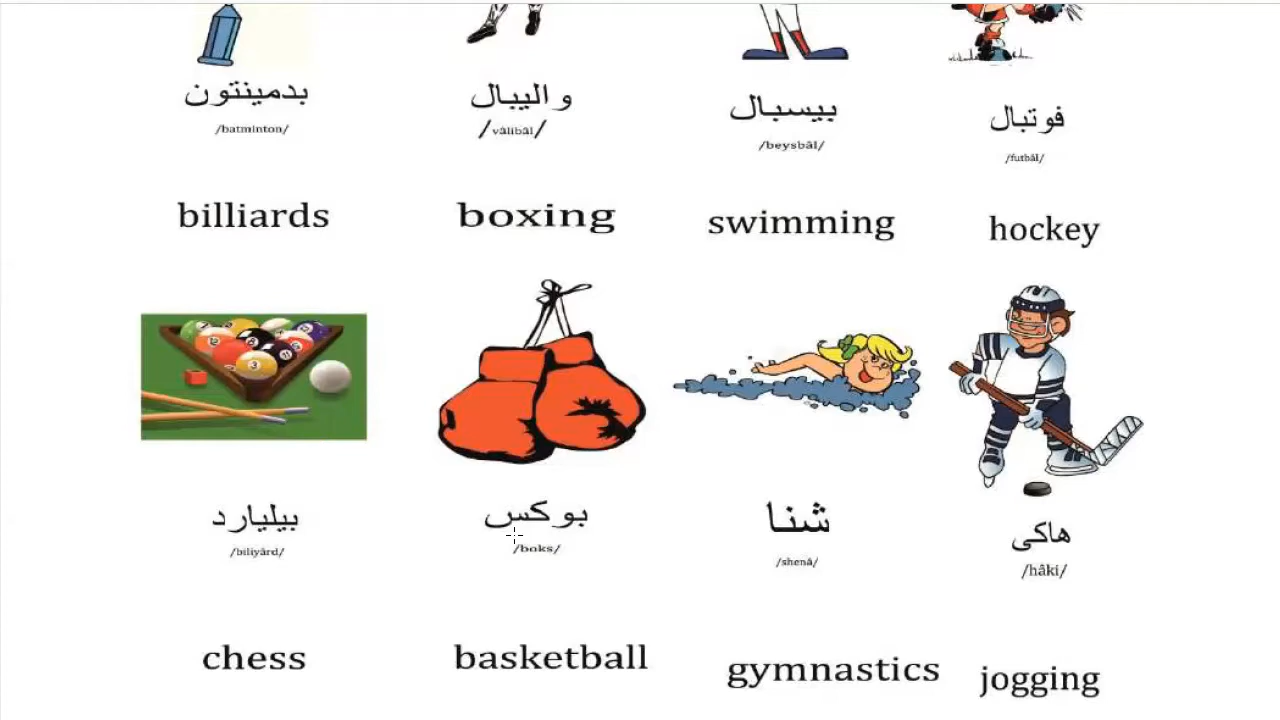 بدمینتون
والیبال
بیسبال
فوتبال
/batminton/
/vâlibâl/
/beysbâl/
/futbâl/
billiards
boxing
swimming
hockey
بیلیارد
بوکس
شنا
هاکی
/biliyârd/
/boks/
/shenâ/
/hâki/
chess
basketball
gymnastics
jogging